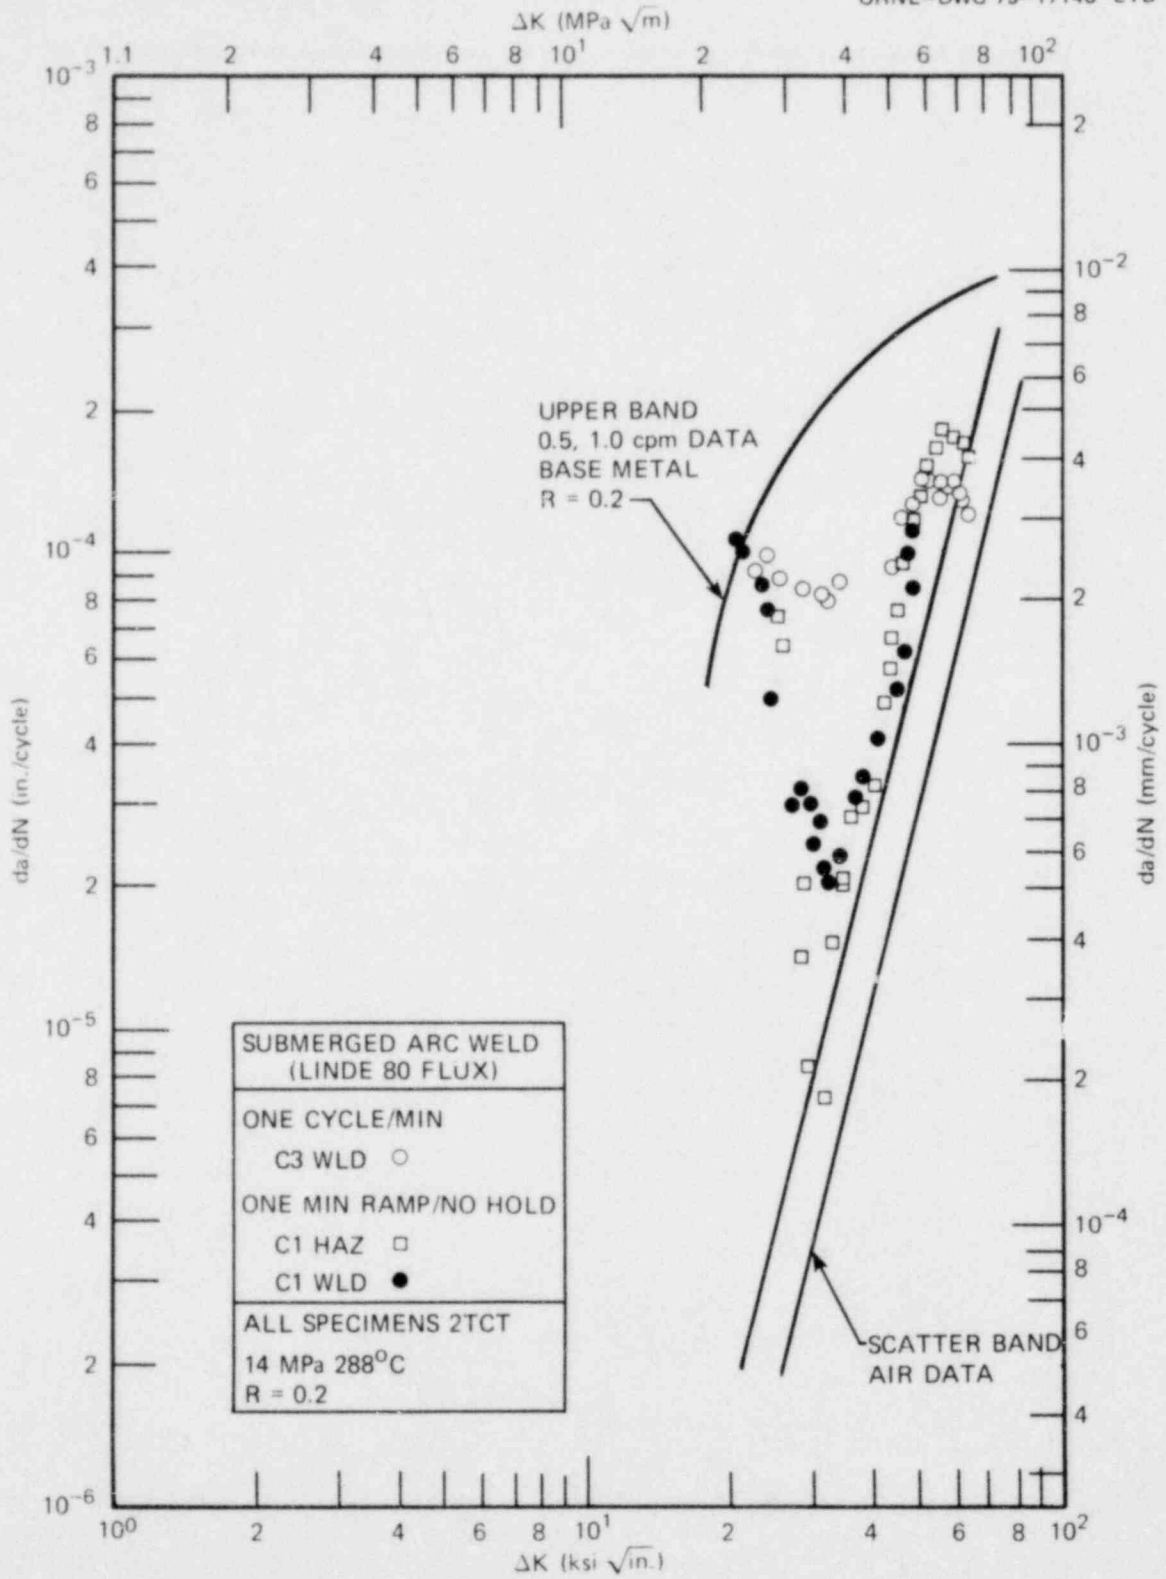 ΔK (MPa √m)
1.1 2 4 6 8 10¹ 2 4 6 8 10²
10⁻³
8
6
4
2
10⁻⁴
8
6
4
2
10⁻⁵
8
6
4
2
10⁻⁶
da/dN (in./cycle)
UPPER BAND
0.5, 1.0 cpm DATA
BASE METAL
R = 0.2
SUBMERGED ARC WELD
(LINDE 80 FLUX)
ONE CYCLE/MIN
C3 WLD ○
ONE MIN RAMP/NO HOLD
C1 HAZ □
C1 WLD ●
ALL SPECIMENS 2TCT
14 MPa 288°C
R = 0.2
SCATTER BAND
AIR DATA
2
10⁻²
8
6
4
2
10⁻³
8
6
4
2
10⁻⁴
8
6
4
da/dN (mm/cycle)
10⁰ 2 4 6 8 10¹ 2 4 6 8 10²
ΔK (ksi √in.)